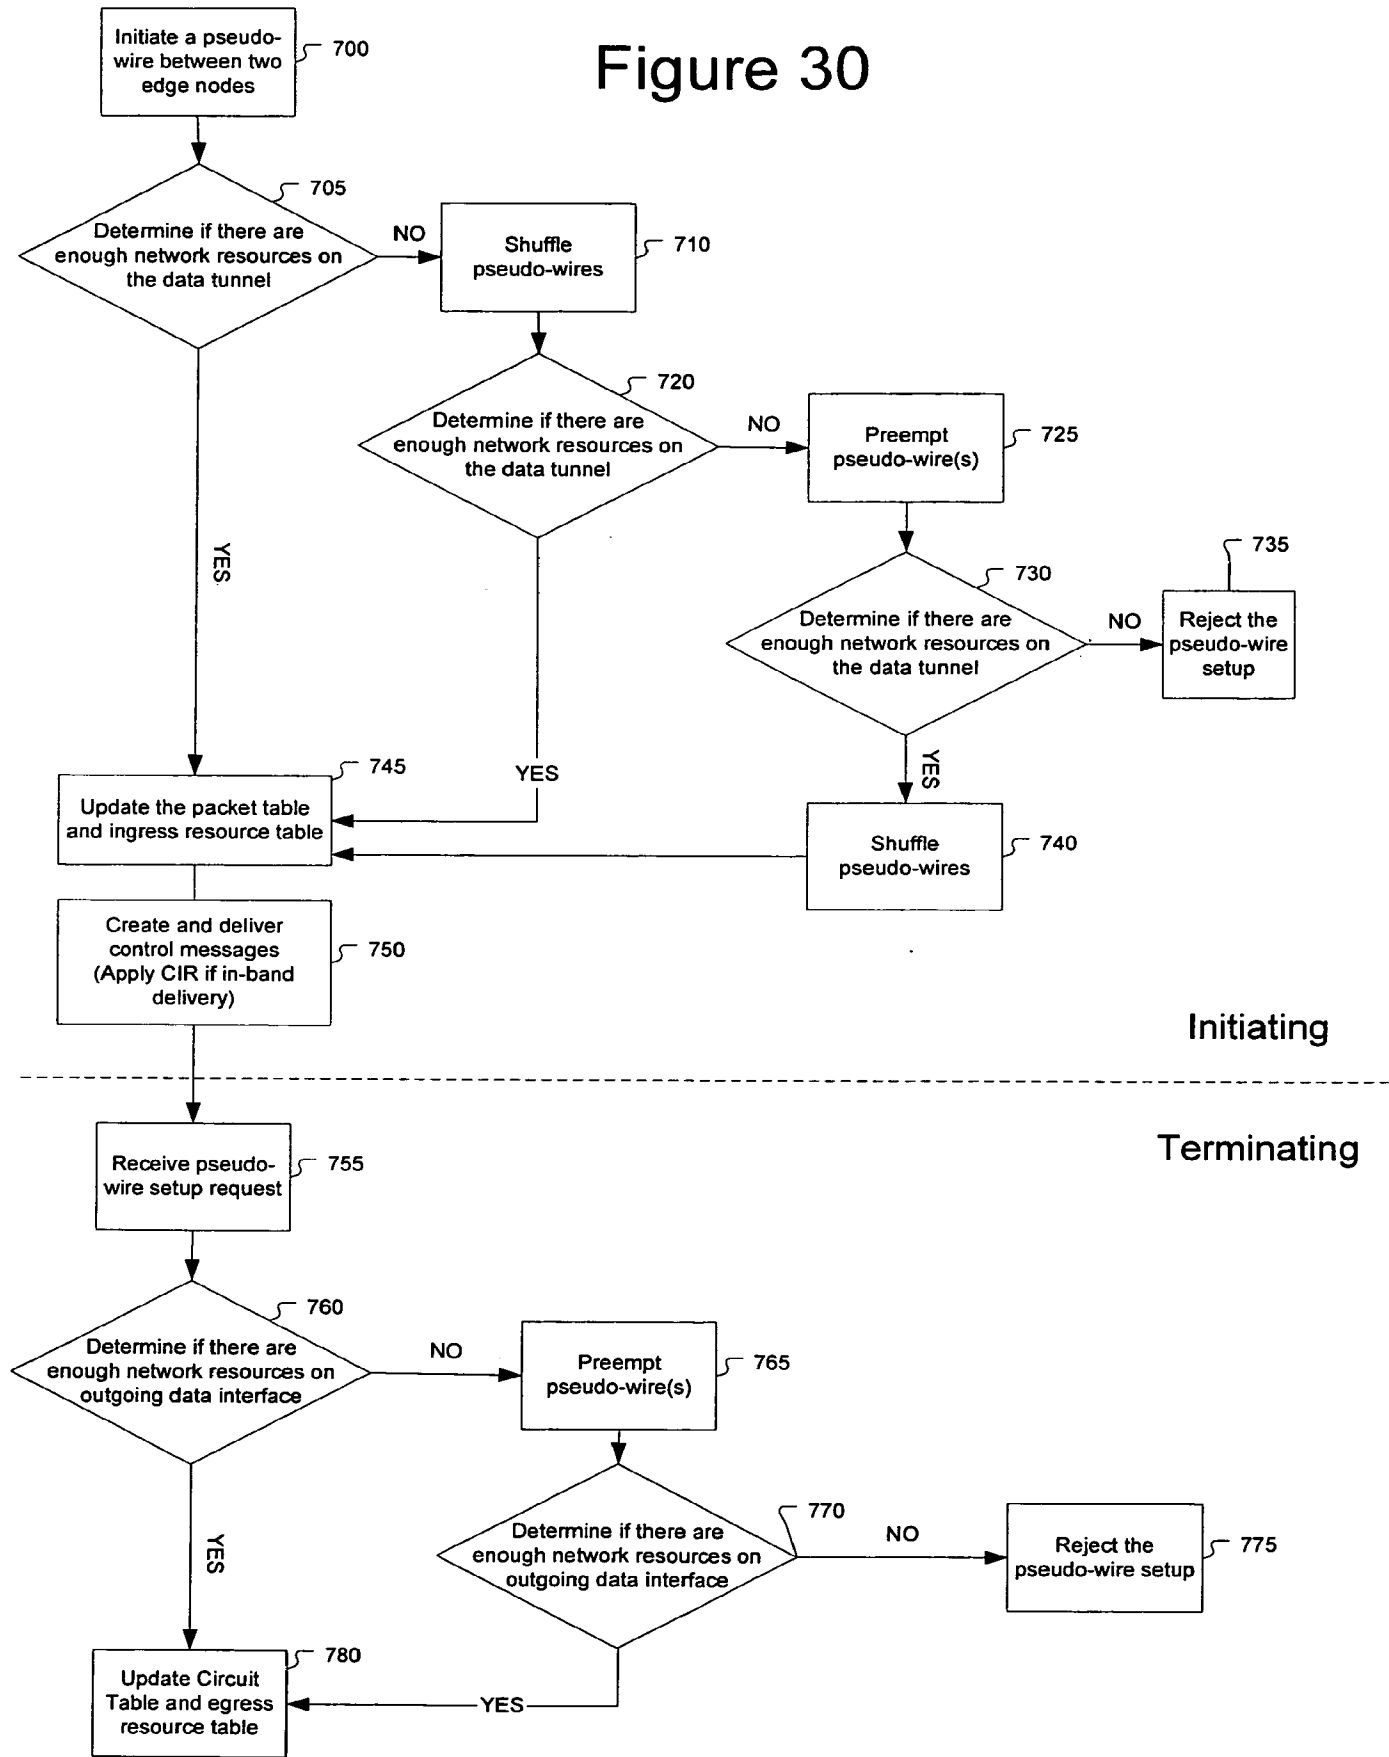 Figure 30
Initiate a pseudo-
wire between two
edge nodes
700
705
Determine if there are
enough network resources on
the data tunnel
NO
Shuffle
pseudo-wires
710
720
Determine if there are
enough network resources on
the data tunnel
NO
Preempt
pseudo-wire(s)
725
YES
730
Determine if there are
enough network resources on
the data tunnel
NO
735
Reject the
pseudo-wire
setup
YES
YES
745
Update the packet table
and ingress resource table
Shuffle
pseudo-wires
740
Create and deliver
control messages
(Apply CIR if in-band
delivery)
750
Initiating
Terminating
Receive pseudo-
wire setup request
755
760
Determine if there are
enough network resources on
outgoing data interface
NO
Preempt
pseudo-wire(s)
765
YES
770
Determine if there are
enough network resources on
outgoing data interface
NO
Reject the
pseudo-wire setup
775
780
Update Circuit
Table and egress
resource table
YES